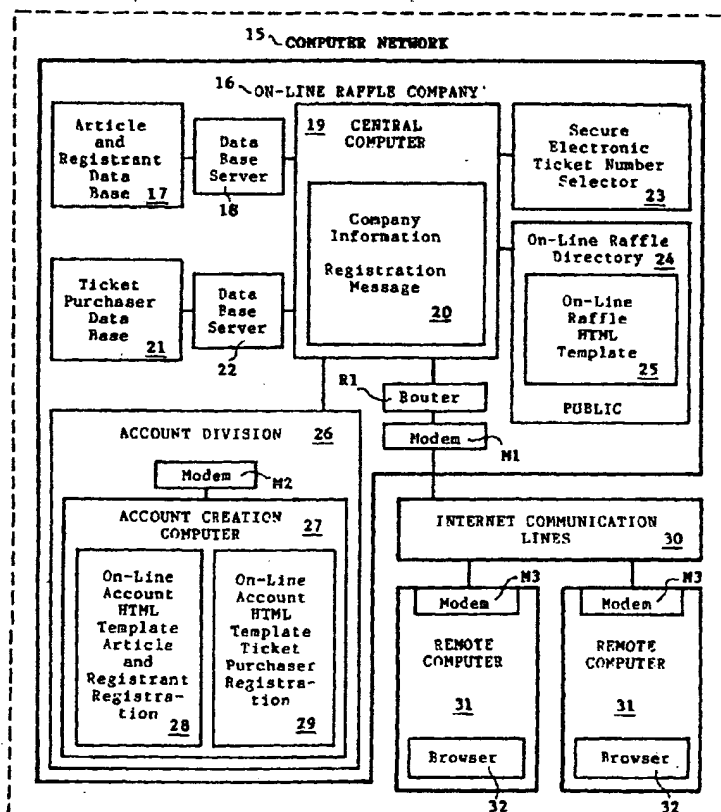 15 COMPUTER NETWORK
16 ON-LINE RAFFLE COMPANY
Article
and
Registrant
Data
Base 17
Data
Base
Server
18
19 CENTRAL
COMPUTER
Company
Information
Registration
Message
20
Secure
Electronic
Ticket Number
Selector
23
Ticket
Purchaser
Data
Base
21
Data
Base
Server
22
On-Line Raffle
Directory 24
On-Line
Raffle
HTML
Template
25
PUBLIC
R1
Router
Modem
M1
ACCOUNT DIVISION 26
Modem
M2
ACCOUNT CREATION
COMPUTER 27
On-Line
Account
HTML
Template
Article
and
Registrant
Registra-
tion
28
On-Line
Account
HTML
Template
Ticket
Purchaser
Registra-
tion
29
INTERNET COMMUNICATION
LINES 30
M3
Modem
REMOTE
COMPUTER
31
Browser
32
M3
Modem
REMOTE
COMPUTER
31
Browser
32